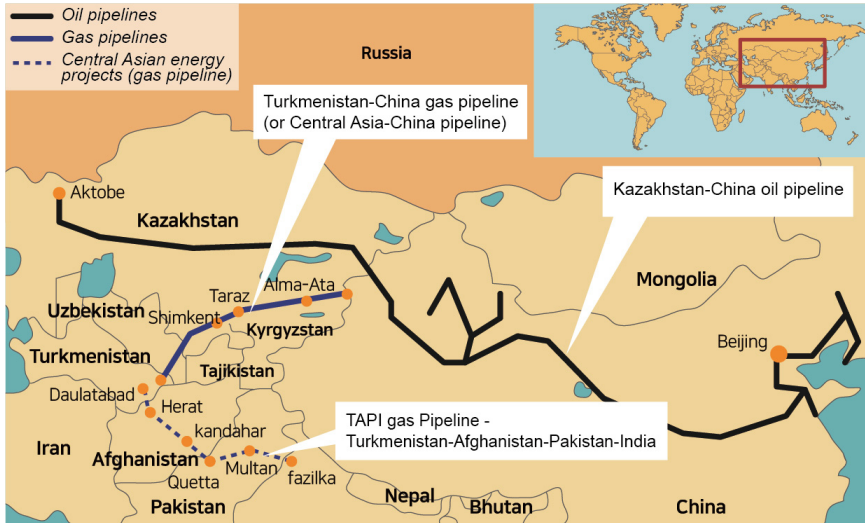 Oil pipelines
Gas pipelines
Central Asian energy
projects (gas pipeline)
Russia
Turkmenistan-China gas pipeline
(or Central Asia-China pipeline)
Kazakhstan-China oil pipeline
Aktobe
Kazakhstan
Mongolia
Alma-Ata
Taraz
Uzbekistan
Shimkent
Kyrgyzstan
Beijing
Turkmenistan
Tajikistan
Daulatabad
Herat
TAPI gas Pipeline -
Turkmenistan-Afghanistan-Pakistan-India
kandahar
Iran
Afghanistan
Multan
fazilka
Quetta
Pakistan
Nepal
Bhutan
China